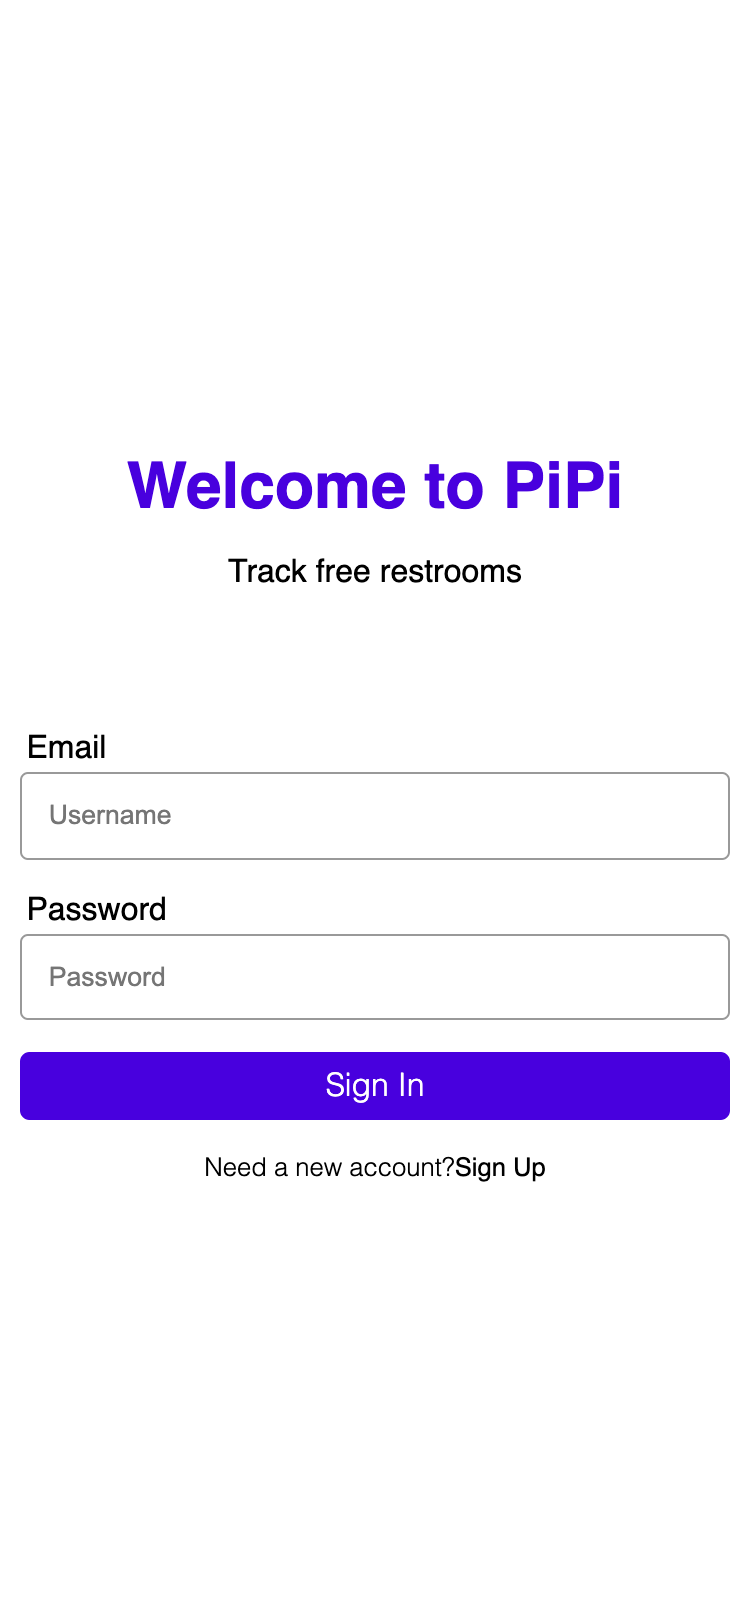 Welcome to PiPi
Track free restrooms
Email
Username
Password
Password
Sign In
Need a new account?Sign Up